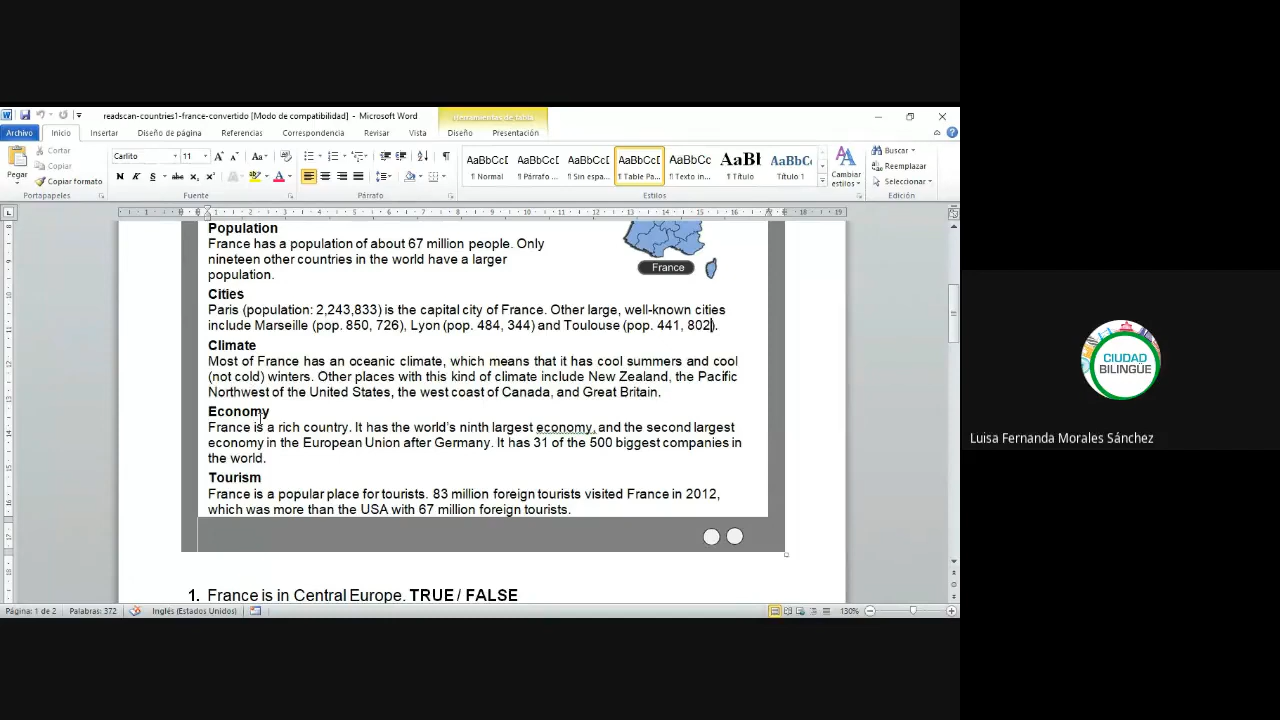 readscan-countries1-france-convertido [Modo de compatibilidad] - Microsoft Word
Herramientas de tabla
Archivo Inicio Insertar Diseño de página Referencias Correspondencia Revisar Vista Diseño Presentación
Pegar
Cortar
Copiar
Copiar formato
Portapapeles
Carlito 11
Fuente
Párrafo
AaBbCcI AaBbCcI AaBbCcI AaBbCcI AaBbCc AaBl AaBbC
¶ Normal ¶ Párrafo ... ¶ Sin espa... ¶ Table Pa... ¶ Texto in... ¶ Título ¶ Título 1
Cambiar estilos
Estilos
Buscar
Reemplazar
Seleccionar
Edición
Population
France has a population of about 67 million people. Only
nineteen other countries in the world have a larger
population.
France
Cities
Paris (population: 2,243,833) is the capital city of France. Other large, well-known cities
include Marseille (pop. 850, 726), Lyon (pop. 484, 344) and Toulouse (pop. 441, 802).
Climate
Most of France has an oceanic climate, which means that it has cool summers and cool
(not cold) winters. Other places with this kind of climate include New Zealand, the Pacific
Northwest of the United States, the west coast of Canada, and Great Britain.
Economy
France is a rich country. It has the world's ninth largest economy, and the second largest
economy in the European Union after Germany. It has 31 of the 500 biggest companies in
the world.
Tourism
France is a popular place for tourists. 83 million foreign tourists visited France in 2012,
which was more than the USA with 67 million foreign tourists.
1. France is in Central Europe. TRUE / FALSE
Página: 1 de 2 Palabras: 372 Inglés (Estados Unidos) 130%
CIUDAD
BILINGÜE
Luisa Fernanda Morales Sánchez